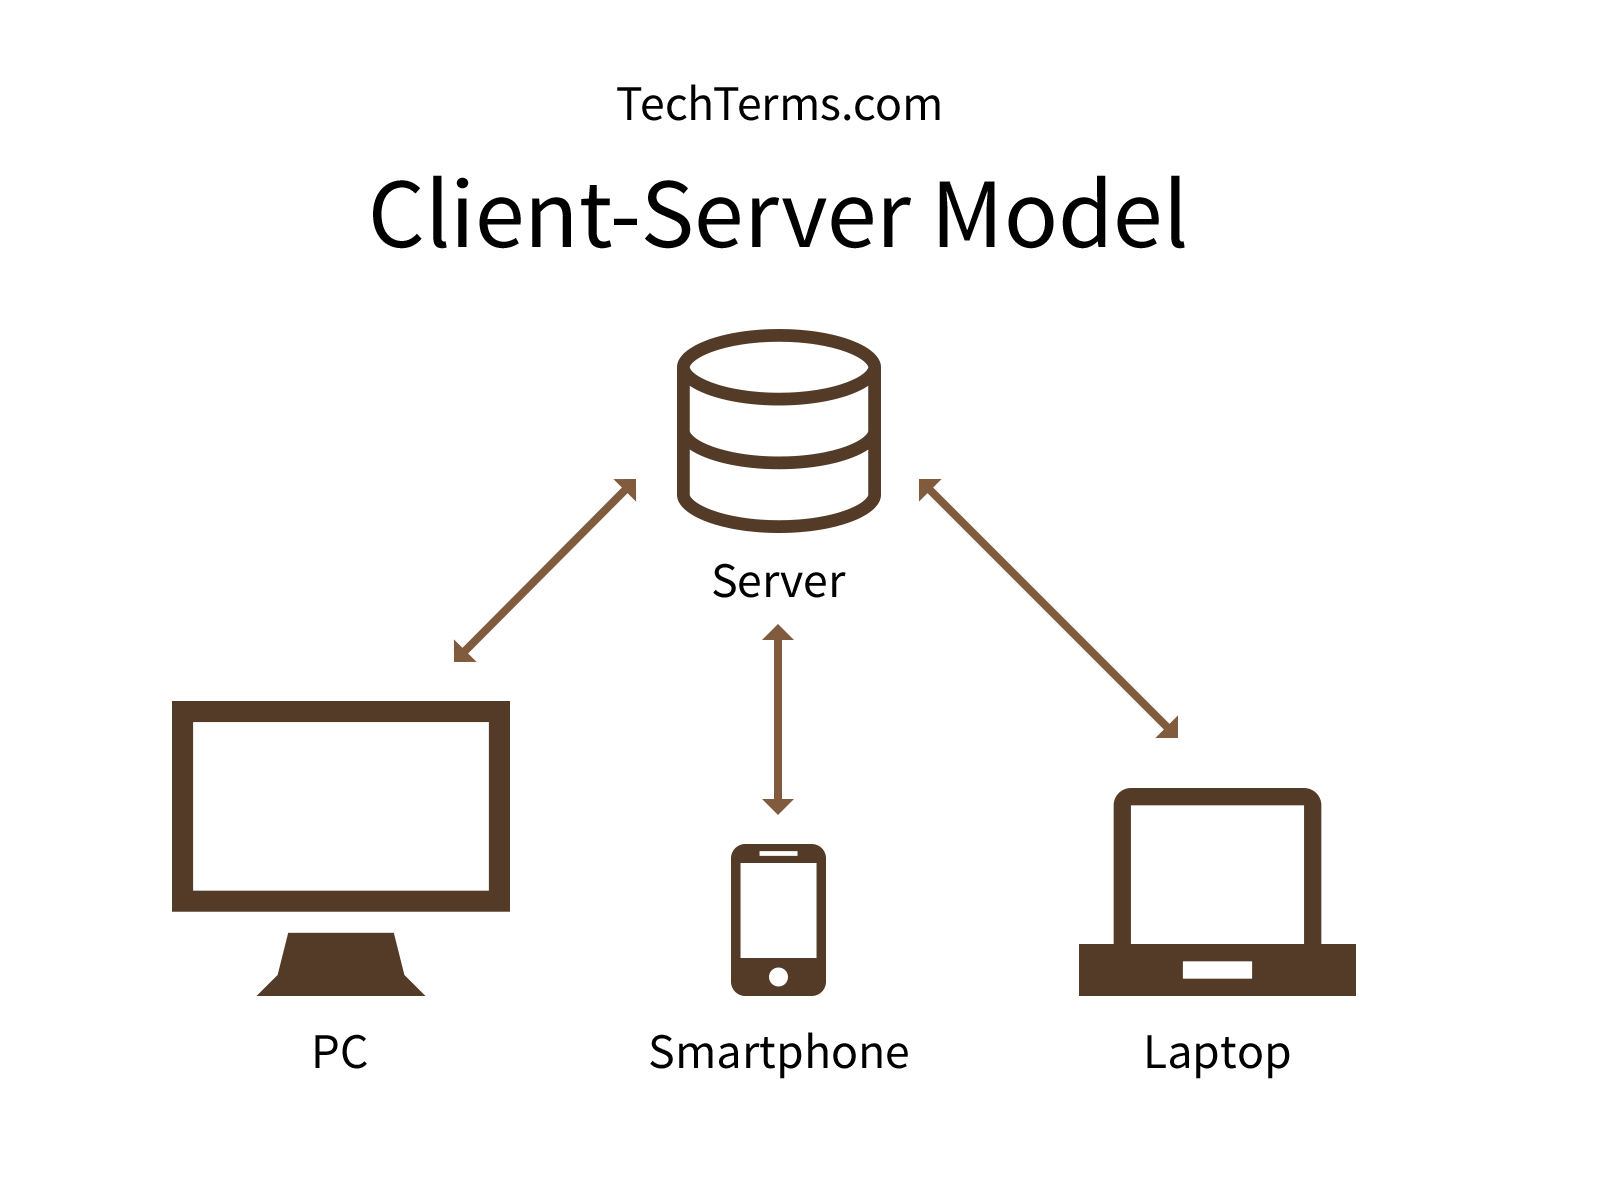 TechTerms.com
Client-Server Model
Server
PC
Smartphone
Laptop